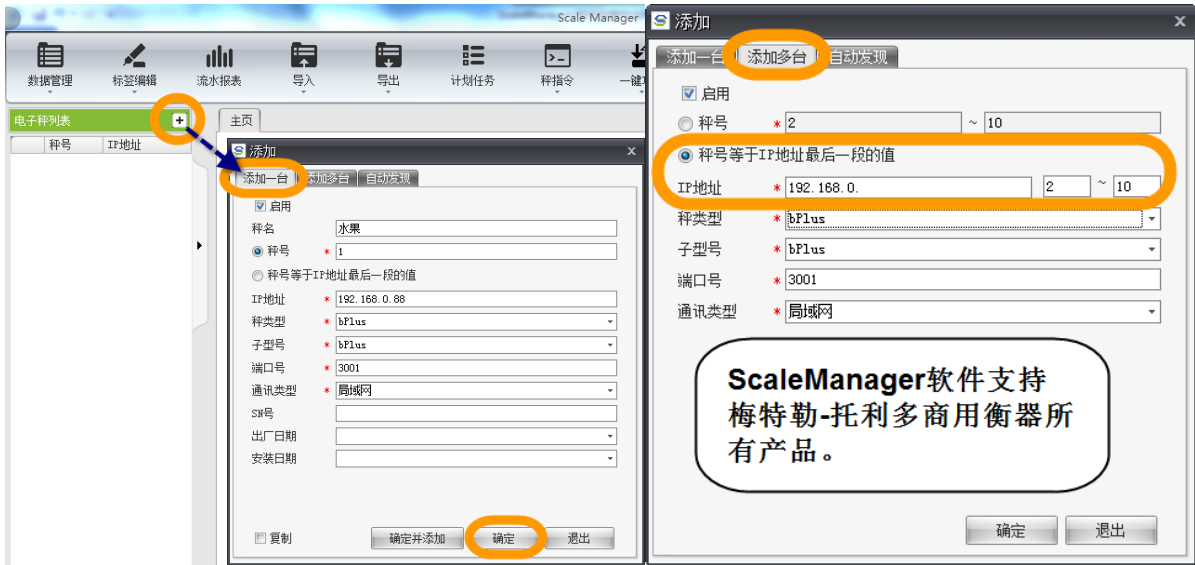 Scale Manager
数据管理
标签编辑
流水报表
导入
导出
计划任务
秤指令
电子秤列表
+
秤号 IP地址
主页
添加 x
添加一台 添加多台 自动发现
启用
秤名 水果
秤号 * 1
秤号等于IP地址最后一段的值
IP地址 * 192.168.0.88
秤类型 * bPlus
子型号 * bPlus
端口号 * 3001
通讯类型 * 局域网
SN号
出厂日期
安装日期
复制 确定并添加 确定 退出
添加 x
添加一台 添加多台 自动发现
启用
秤号 * 2 ~ 10
秤号等于IP地址最后一段的值
IP地址 * 192.168.0. 2 ~ 10
秤类型 * bPlus
子型号 * bPlus
端口号 * 3001
通讯类型 * 局域网
ScaleManager软件支持
梅特勒-托利多商用衡器所
有产品。
确定 退出